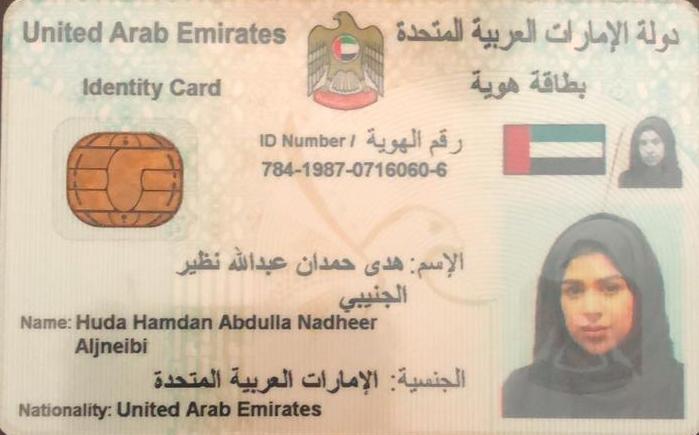 United Arab Emirates
دولة الإمارات العربية المتحدة
Identity Card
بطاقة هوية
ID Number / رقم الهوية
784-1987-0716060-6
الإسم: هدى حمدان عبدالله نظير
الجنيبي
Name: Huda Hamdan Abdulla Nadheer
Aljneibi
الجنسية: الإمارات العربية المتحدة
Nationality: United Arab Emirates